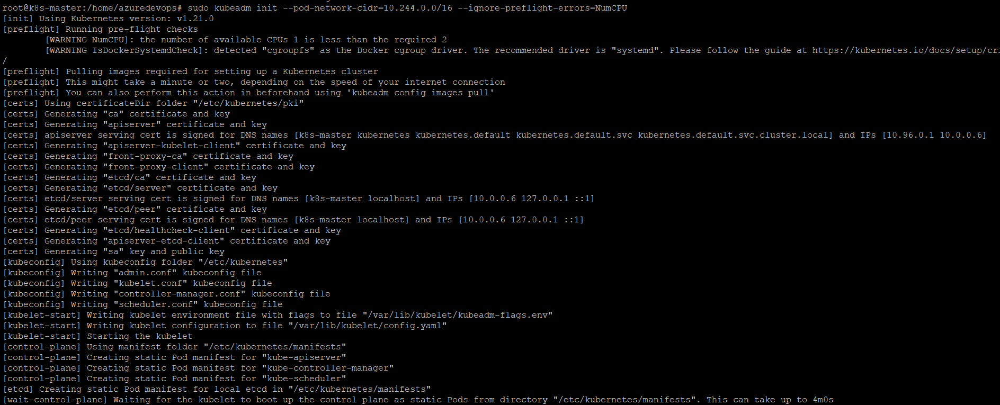 root@k8s-master:/home/azuredevops# sudo kubeadm init --pod-network-cidr=10.244.0.0/16 --ignore-preflight-errors=NumCPU
[init] Using Kubernetes version: v1.21.0
[preflight] Running pre-flight checks
[WARNING NumCPU]: the number of available CPUs 1 is less than the required 2
[WARNING IsDockerSystemdCheck]: detected "cgroupfs" as the Docker cgroup driver. The recommended driver is "systemd". Please follow the guide at https://kubernetes.io/docs/setup/cri
/
[preflight] Pulling images required for setting up a Kubernetes cluster
[preflight] This might take a minute or two, depending on the speed of your internet connection
[preflight] You can also perform this action in beforehand using 'kubeadm config images pull'
[certs] Using certificateDir folder "/etc/kubernetes/pki"
[certs] Generating "ca" certificate and key
[certs] Generating "apiserver" certificate and key
[certs] apiserver serving cert is signed for DNS names [k8s-master kubernetes kubernetes.default kubernetes.default.svc kubernetes.default.svc.cluster.local] and IPs [10.96.0.1 10.0.0.6]
[certs] Generating "apiserver-kubelet-client" certificate and key
[certs] Generating "front-proxy-ca" certificate and key
[certs] Generating "front-proxy-client" certificate and key
[certs] Generating "etcd/ca" certificate and key
[certs] Generating "etcd/server" certificate and key
[certs] etcd/server serving cert is signed for DNS names [k8s-master localhost] and IPs [10.0.0.6 127.0.0.1 ::1]
[certs] Generating "etcd/peer" certificate and key
[certs] etcd/peer serving cert is signed for DNS names [k8s-master localhost] and IPs [10.0.0.6 127.0.0.1 ::1]
[certs] Generating "etcd/healthcheck-client" certificate and key
[certs] Generating "apiserver-etcd-client" certificate and key
[certs] Generating "sa" key and public key
[kubeconfig] Using kubeconfig folder "/etc/kubernetes"
[kubeconfig] Writing "admin.conf" kubeconfig file
[kubeconfig] Writing "kubelet.conf" kubeconfig file
[kubeconfig] Writing "controller-manager.conf" kubeconfig file
[kubeconfig] Writing "scheduler.conf" kubeconfig file
[kubelet-start] Writing kubelet environment file with flags to file "/var/lib/kubelet/kubeadm-flags.env"
[kubelet-start] Writing kubelet configuration to file "/var/lib/kubelet/config.yaml"
[kubelet-start] Starting the kubelet
[control-plane] Using manifest folder "/etc/kubernetes/manifests"
[control-plane] Creating static Pod manifest for "kube-apiserver"
[control-plane] Creating static Pod manifest for "kube-controller-manager"
[control-plane] Creating static Pod manifest for "kube-scheduler"
[etcd] Creating static Pod manifest for local etcd in "/etc/kubernetes/manifests"
[wait-control-plane] Waiting for the kubelet to boot up the control plane as static Pods from directory "/etc/kubernetes/manifests". This can take up to 4m0s